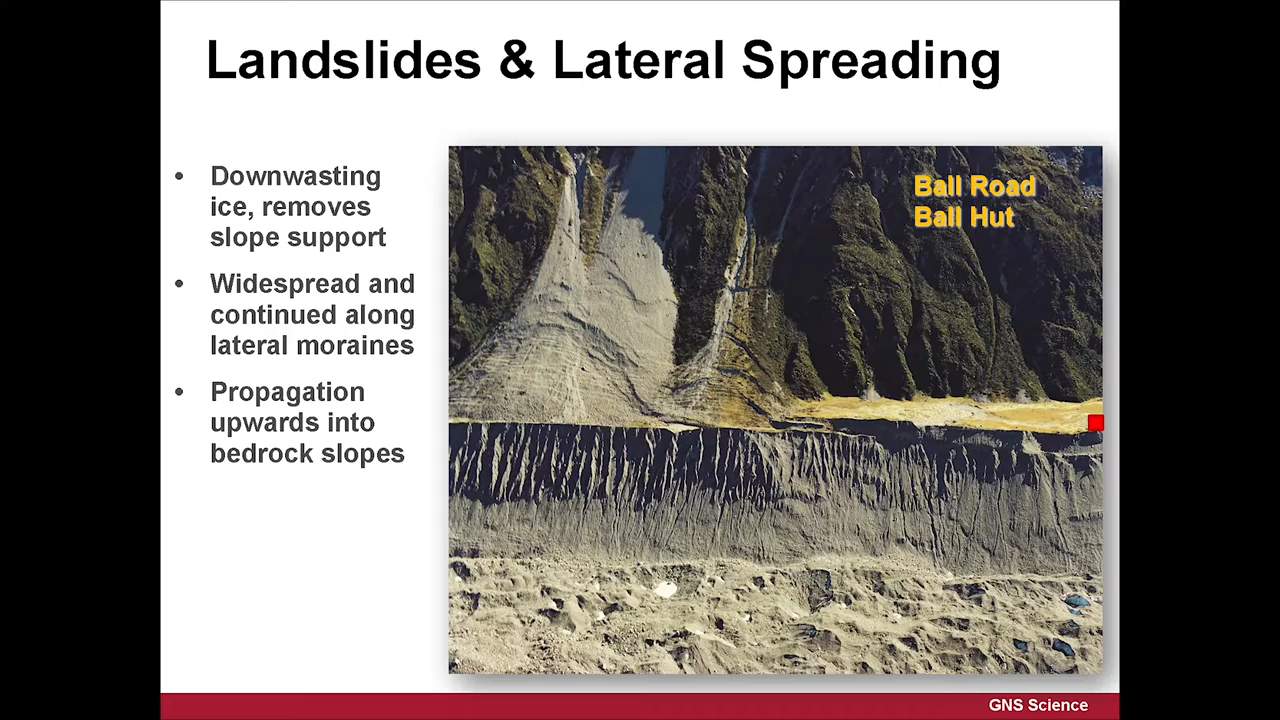 Landslides & Lateral Spreading
• Downwasting
ice, removes
slope support
• Widespread and
continued along
lateral moraines
• Propagation
upwards into
bedrock slopes
Ball Road
Ball Hut
GNS Science